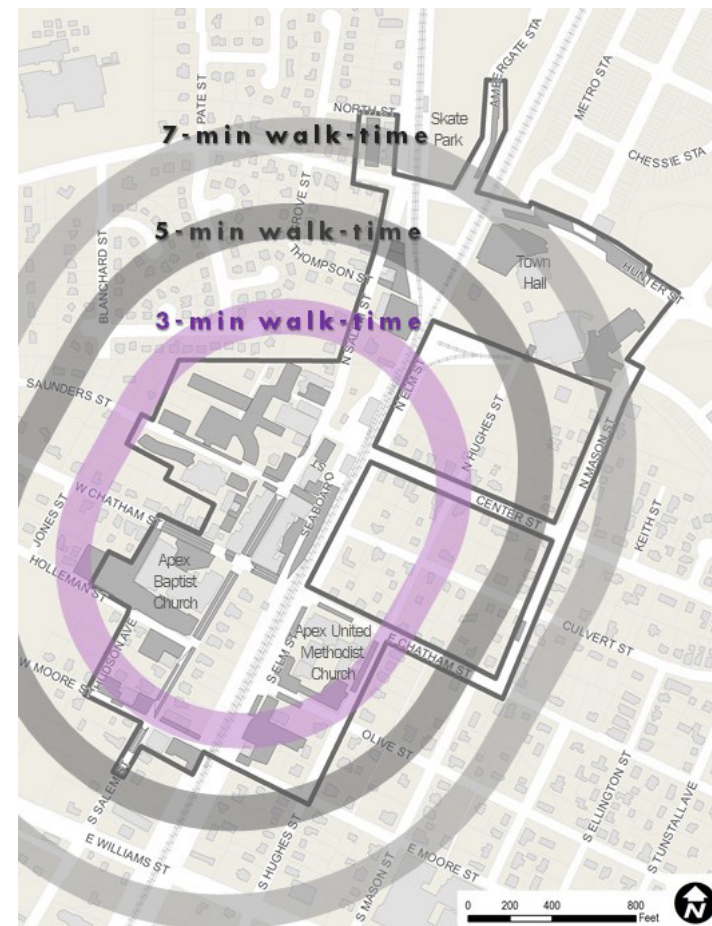 AMBERGATE STA
METRO STA
PATE ST
NORTH ST
Skate
Park
7-min walk-time
CHESSIE STA
GROVE ST
5-min walk-time
BLANCHARD ST
THOMPSON ST
Town
Hall
HUNTER ST
3-min walk-time
N ELM ST
SAUNDERS ST
N HUGHES ST
N MASON ST
W CHATHAM ST
SEABOARD ST
CENTER ST
KEITH ST
JONES ST
HOLLEMAN ST
Apex
Baptist
Church
Apex United
Methodist
Church
CULVERT ST
S ELM ST
E CHATHAM ST
HUDSON AVE
W MOORE ST
OLIVE ST
S SALEM ST
S ELLINGTON ST
S TUNSTALL AVE
E WILLIAMS ST
S HUGHES ST
E MOORE ST
S MASON ST
0 200 400 800
Feet
N